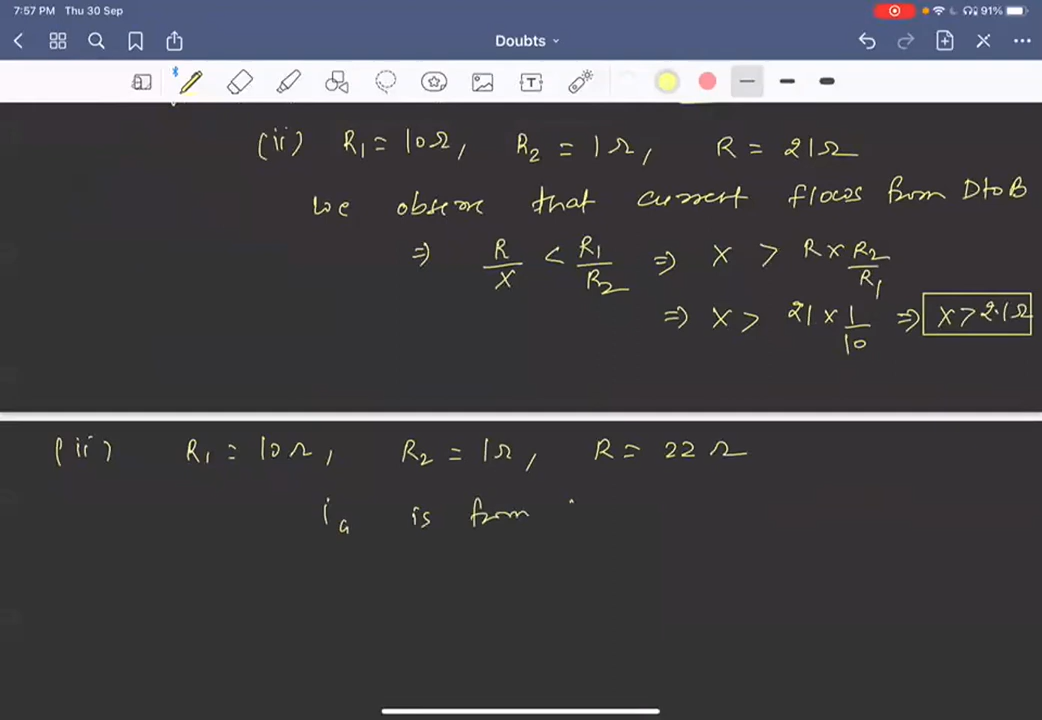 7:57 PM Thu 30 Sep
91%
Doubts
(ii) R₁ = 10Ω, R₂ = 1Ω, R = 21Ω
We observe that current flows from D to B
⇒ R/X < R₁/R₂ ⇒ X > R × R₂/R₁
⇒ X > 21 × 1/10 ⇒ X > 2.1Ω
(ii) R₁ = 10Ω, R₂ = 1Ω, R = 22Ω
i_G is from